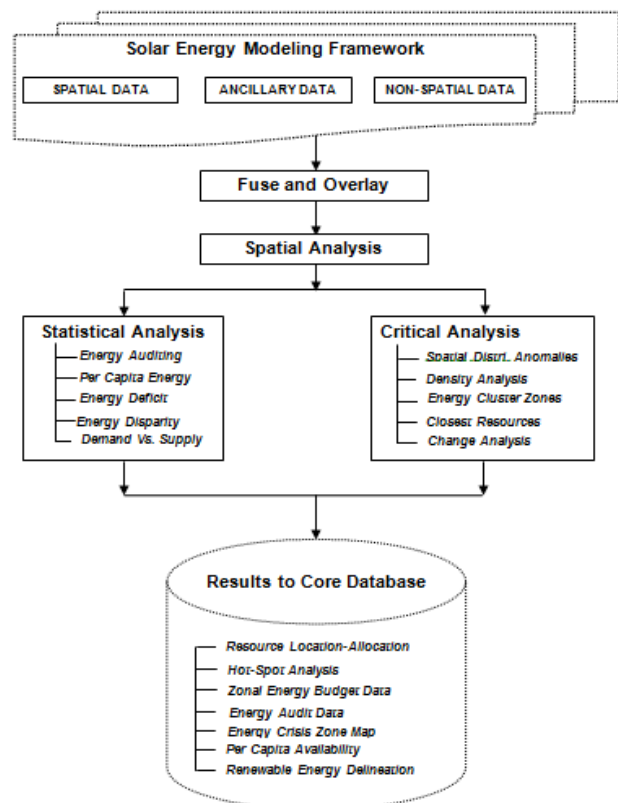 Solar Energy Modeling Framework
SPATIAL DATA
ANCILLARY DATA
NON-SPATIAL DATA
Fuse and Overlay
Spatial Analysis
Statistical Analysis
Energy Auditing
Per Capita Energy
Energy Deficit
Energy Disparity
Demand Vs. Supply
Critical Analysis
Spatial Distri. Anomalies
Density Analysis
Energy Cluster Zones
Closest Resources
Change Analysis
Results to Core Database
Resource Location-Allocation
Hot-Spot Analysis
Zonal Energy Budget Data
Energy Audit Data
Energy Crisis Zone Map
Per Capita Availability
Renewable Energy Delineation